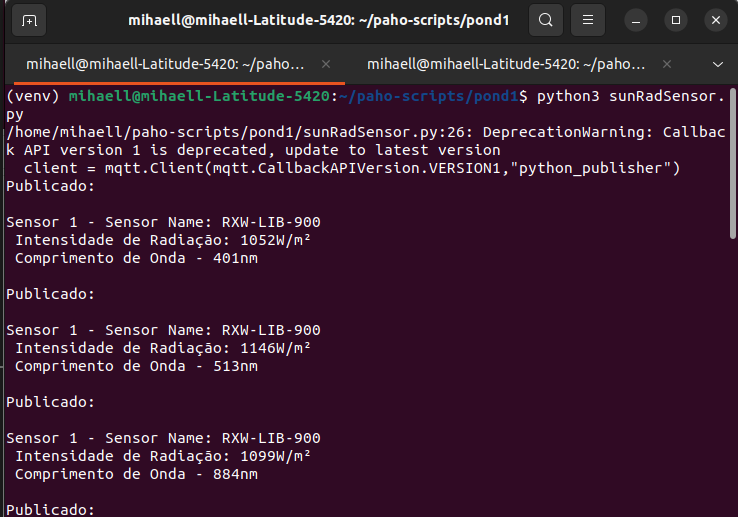 mihaell@mihaell-Latitude-5420: ~/paho-scripts/pond1
mihaell@mihaell-Latitude-5420: ~/paho...
mihaell@mihaell-Latitude-5420: ~/paho-s...
(venv) mihaell@mihaell-Latitude-5420:~/paho-scripts/pond1$ python3 sunRadSensor.
py
/home/mihaell/paho-scripts/pond1/sunRadSensor.py:26: DeprecationWarning: Callbac
k API version 1 is deprecated, update to latest version
  client = mqtt.Client(mqtt.CallbackAPIVersion.VERSION1,"python_publisher")
Publicado:
Sensor 1 - Sensor Name: RXW-LIB-900
 Intensidade de Radiação: 1052W/m²
 Comprimento de Onda - 401nm
Publicado:
Sensor 1 - Sensor Name: RXW-LIB-900
 Intensidade de Radiação: 1146W/m²
 Comprimento de Onda - 513nm
Publicado:
Sensor 1 - Sensor Name: RXW-LIB-900
 Intensidade de Radiação: 1099W/m²
 Comprimento de Onda - 884nm
Publicado: